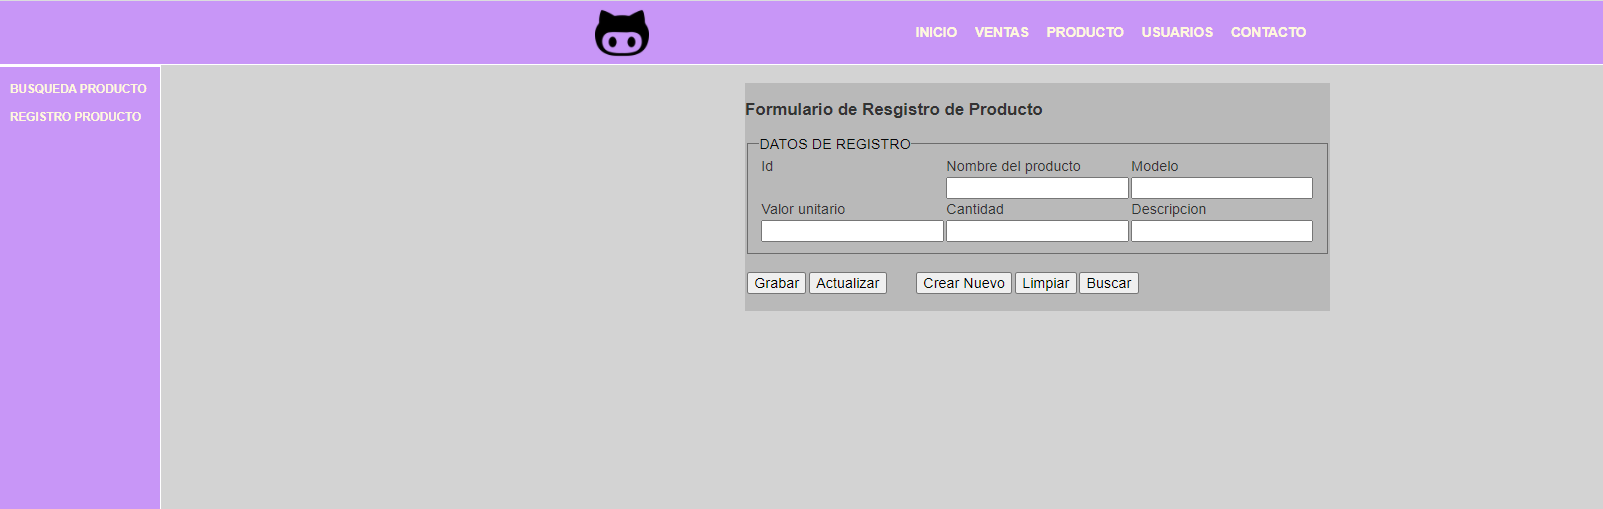 INICIO VENTAS PRODUCTO USUARIOS CONTACTO
BUSQUEDA PRODUCTO
REGISTRO PRODUCTO
Formulario de Resgistro de Producto
DATOS DE REGISTRO
Id Nombre del producto Modelo
Valor unitario Cantidad Descripcion
Grabar Actualizar Crear Nuevo Limpiar Buscar